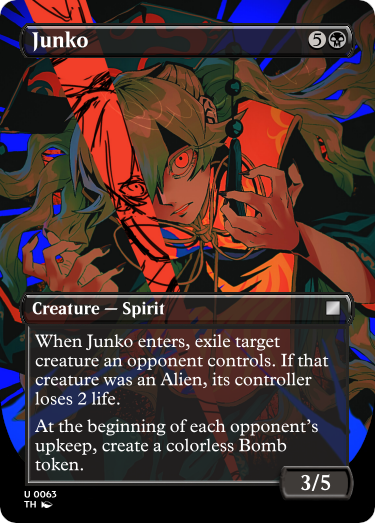 Junko 5
Creature — Spirit
When Junko enters, exile target
creature an opponent controls. If that
creature was an Alien, its controller
loses 2 life.
At the beginning of each opponent's
upkeep, create a colorless Bomb
token.
3/5
U 0063
TH